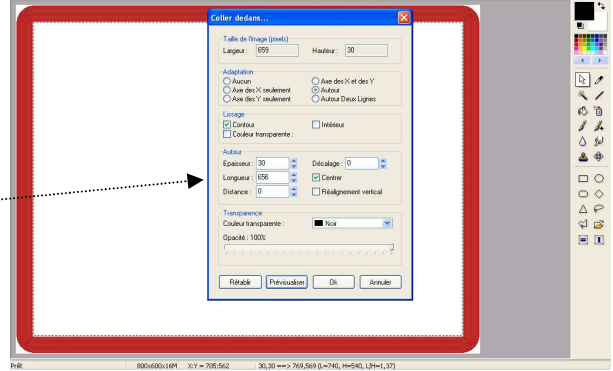 Coller dedans...
Taille de l'image (pixels)
Largeur : 659 Hauteur : 30
Adaptation
Aucun Axe des X et des Y
Axe des X seulement Autour
Axe des Y seulement Autour Deux Lignes
Lissage
Contour Intérieur
Couleur transparente :
Autour
Epaisseur : 30 Décalage : 0
Longueur : 656 Centrer
Distance : 0 Réalignement vertical
Transparence
Couleur transparente : Noir
Opacité : 100%
Rétablir Prévisualiser Ok Annuler
Prêt 800x600x16M X:Y = 705:562 30,30 ==> 769,569 (L=740, H=540, L/H=1,37)